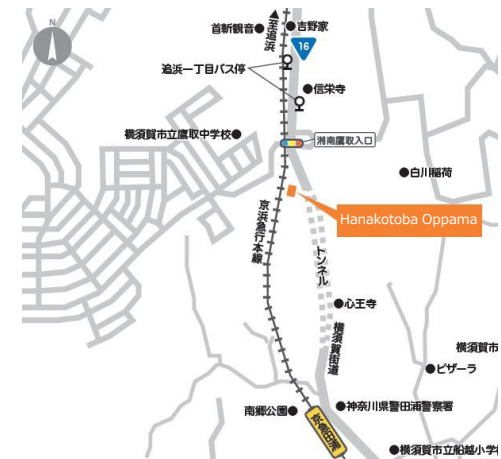 N
▲至追浜
首斬観音
吉野家
16
追浜一丁目バス停
信栄寺
横須賀市立鷹取中学校
湘南鷹取入口
白川稲荷
Hanakotoba Oppama
京浜急行本線
トンネル
心王寺
横須賀街道
横須賀市
ピザーラ
南郷公園
神奈川県警田浦警察署
京急田浦
横須賀市立船越小学校